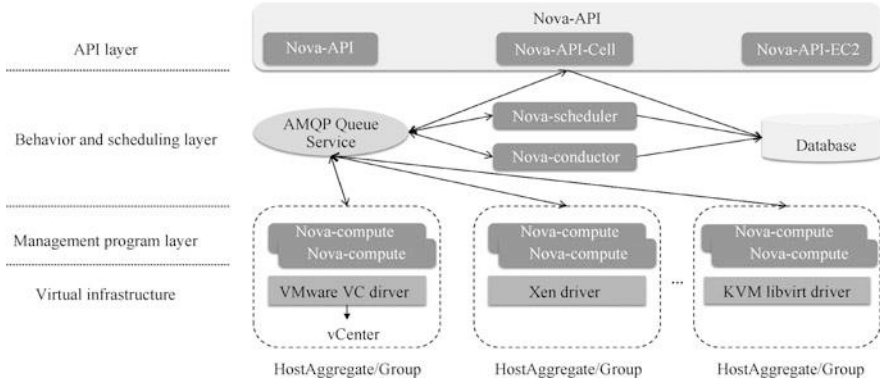 Nova-API
API layer
Nova-API
Nova-API-Cell
Nova-API-EC2
Behavior and scheduling layer
AMQP Queue
Service
Nova-scheduler
Nova-conductor
Database
Management program layer
Nova-compute
Nova-compute
Nova-compute
Nova-compute
Nova-compute
Nova-compute
Virtual infrastructure
VMware VC dirver
Xen driver
...
KVM libvirt driver
vCenter
HostAggregate/Group
HostAggregate/Group
HostAggregate/Group